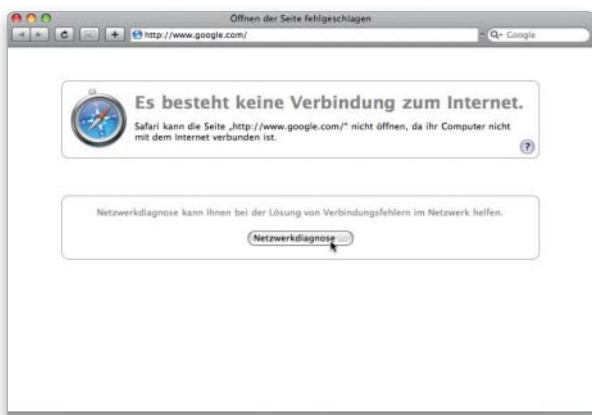 Öffnen der Seite fehlgeschlagen
http://www.google.com/
Google
Es besteht keine Verbindung zum Internet.
Safari kann die Seite „http://www.google.com/“ nicht öffnen, da ihr Computer nicht
mit dem Internet verbunden ist.
?
Netzwerkdiagnose kann Ihnen bei der Lösung von Verbindungsfehlern im Netzwerk helfen.
Netzwerkdiagnose ...